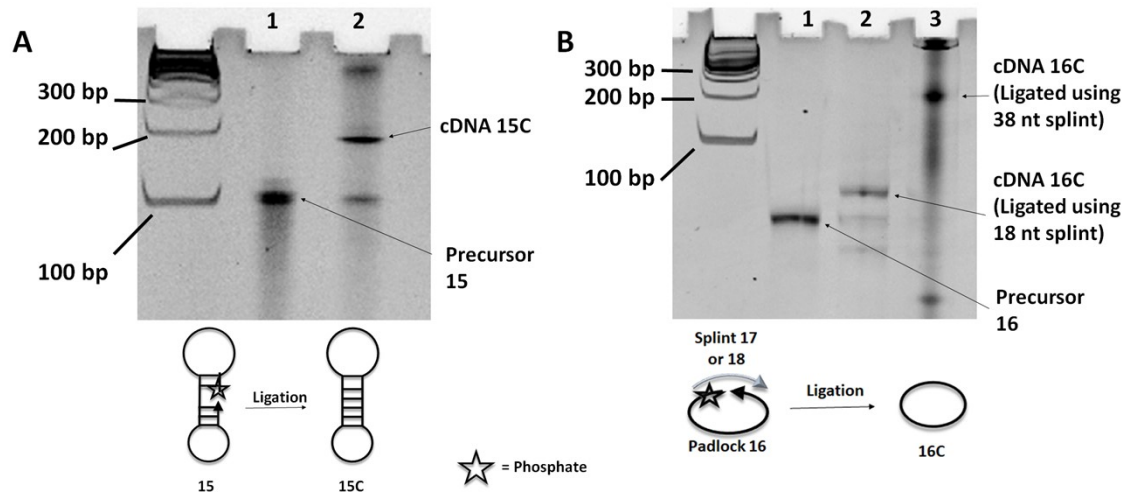 A
1
2
300 bp
200 bp
100 bp
cDNA 15C
Precursor
15
15
Ligation
15C
= Phosphate
B
1
2
3
300 bp
200 bp
100 bp
cDNA 16C
(Ligated using
38 nt splint)
cDNA 16C
(Ligated using
18 nt splint)
Precursor
16
Splint 17
or 18
Ligation
Padlock 16
16C